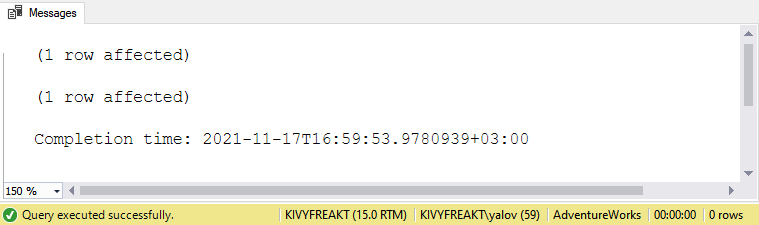 Messages
(1 row affected)
(1 row affected)
Completion time: 2021-11-17T16:59:53.9780939+03:00
150 %
Query executed successfully. KIVYFREAKT (15.0 RTM) KIVYFREAKT\yalov (59) AdventureWorks 00:00:00 0 rows